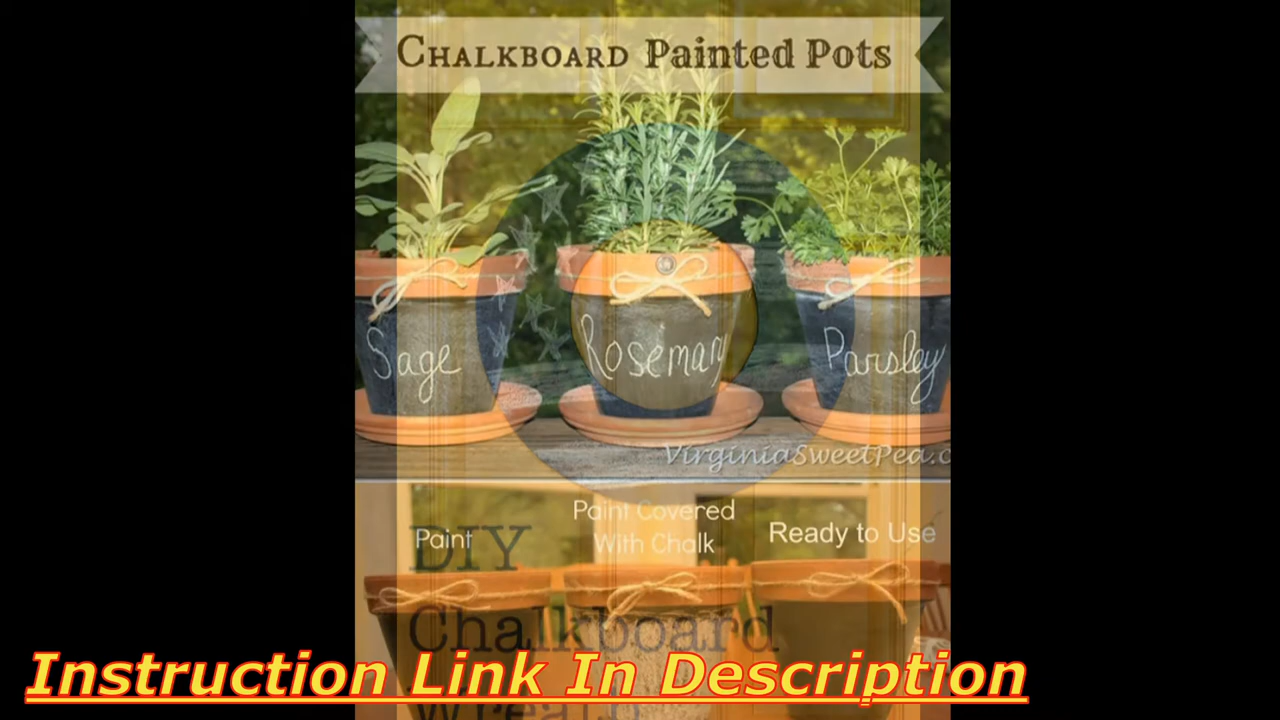 Chalkboard Painted Pots
Sage
Rosemary
Parsley
VirginiaSweetPea.c
Paint
Paint Covered
With Chalk
Ready to Use
DIY
Chalkboard
Wreath
Instruction Link In Description